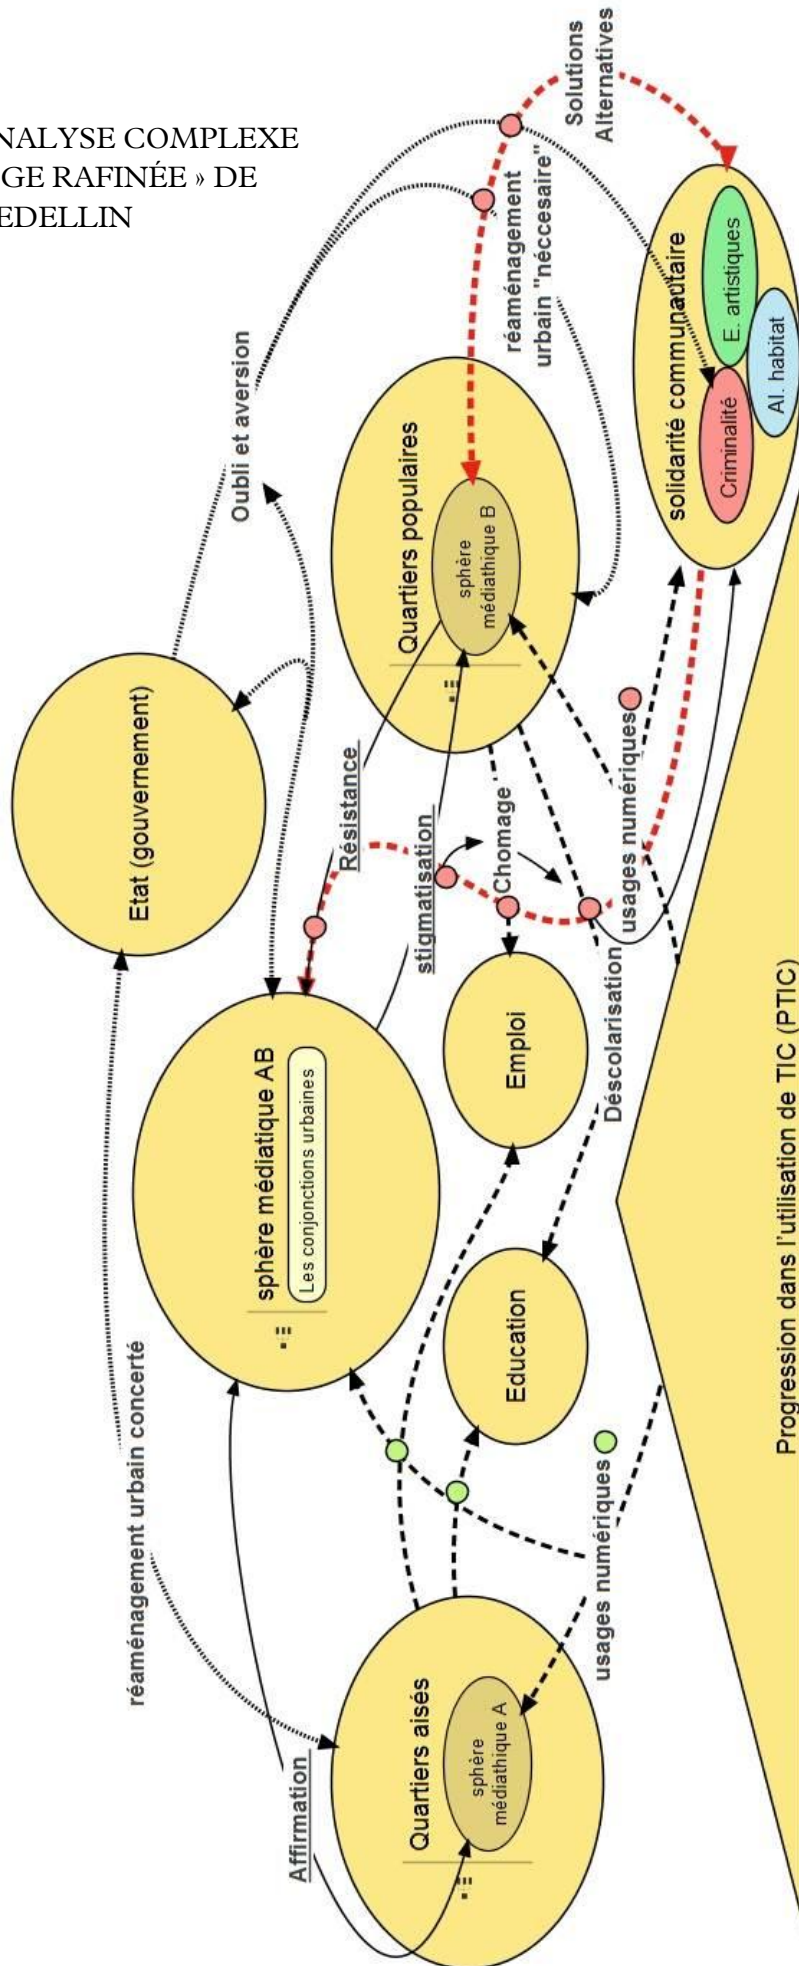 NALYSE COMPLEXE
GE RAFINÉE » DE
EDELLIN
Solutions
Alternatives
réaménagement
urbain "néccesaire"
Oubli et aversion
solidarité communautaire
E. artistiques
Criminalité
Al. habitat
Quartiers populaires
sphère
médiathique B
Etat (gouvernement)
Résistance
stigmatisation
Chomage
usages numériques
Déscolarisation
sphère médiatique AB
Les conjonctions urbaines
Emploi
Education
réaménagement urbain concerté
usages numériques
Quartiers aisés
sphère
médiathique A
Affirmation
Progression dans l'utilisation de TIC (PTIC)